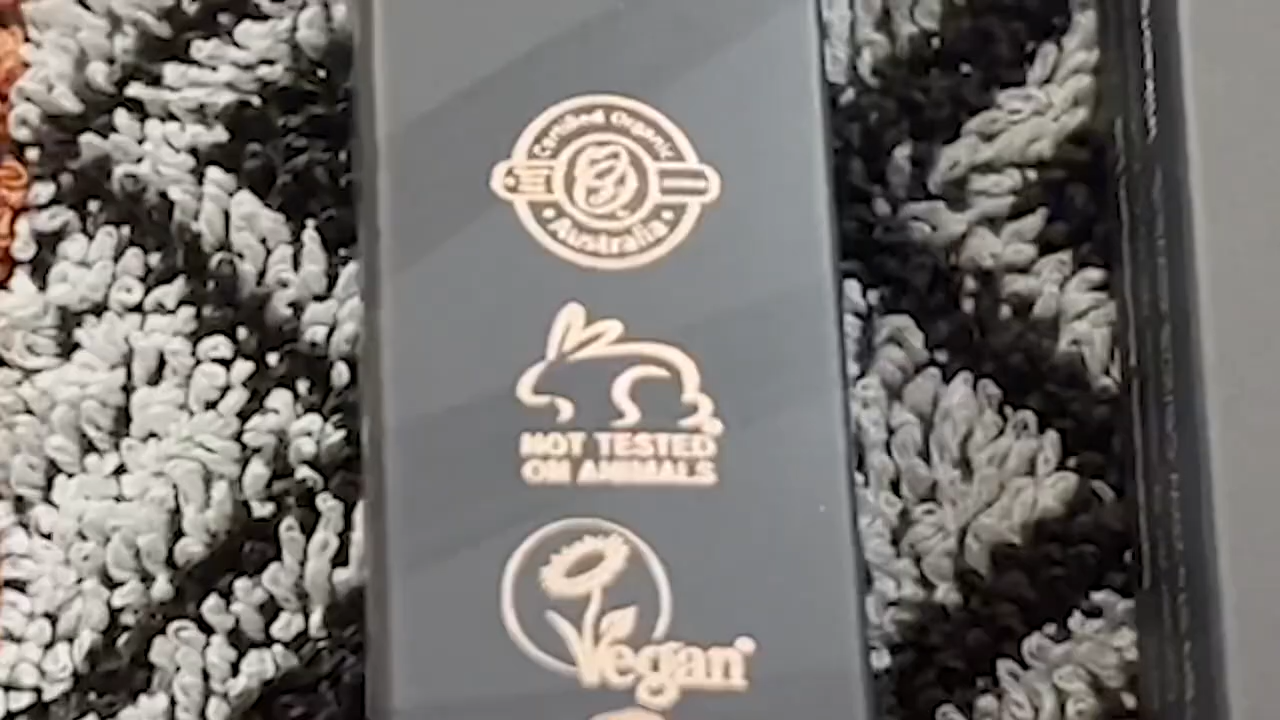 Certified Organic
Australia
NOT TESTED
ON ANIMALS
Vegan